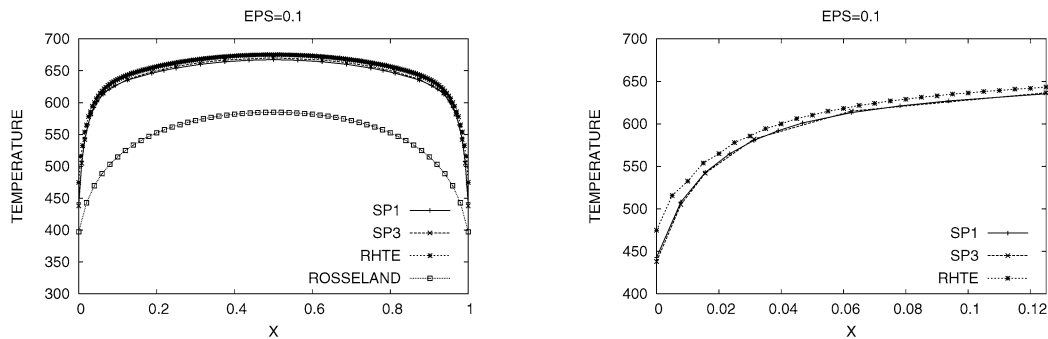 EPS=0.1
TEMPERATURE
700
650
600
550
500
450
400
350
300
0
0.2
0.4
0.6
0.8
1
X
SP1
SP3
RHTE
ROSSELAND
EPS=0.1
TEMPERATURE
700
650
600
550
500
450
400
0
0.02
0.04
0.06
0.08
0.1
0.12
X
SP1
SP3
RHTE